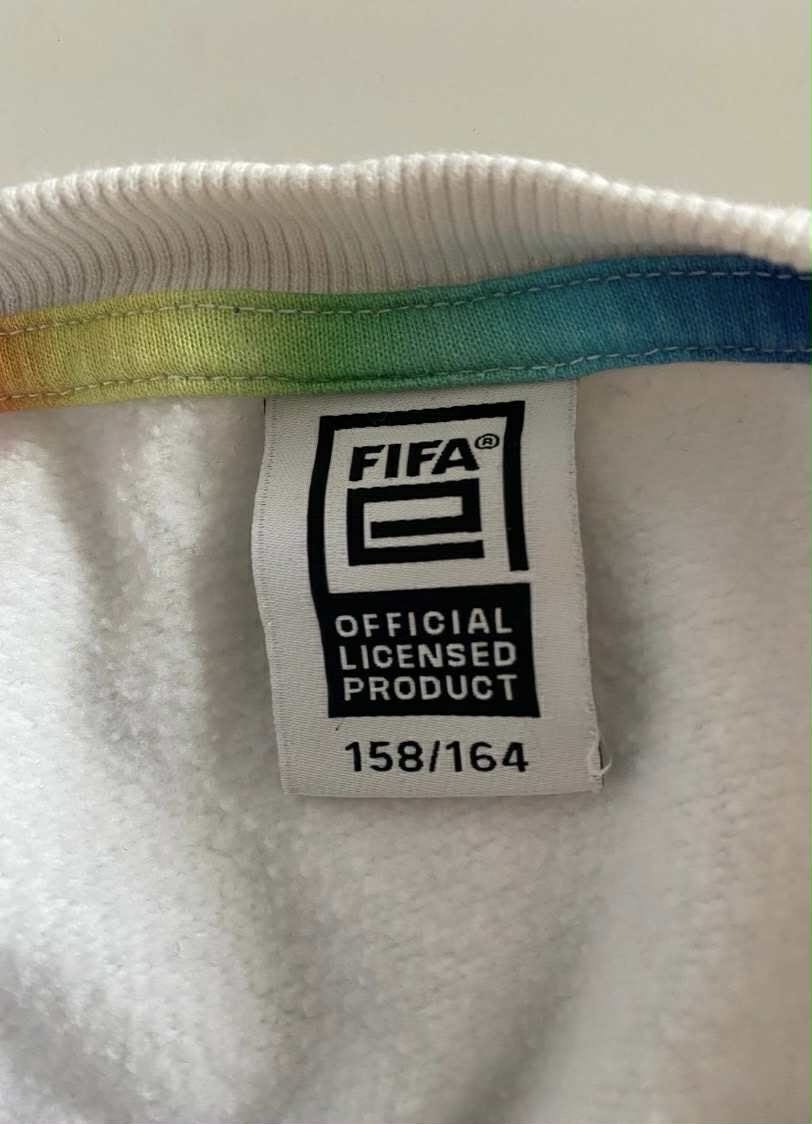 FIFA®
e
OFFICIAL
LICENSED
PRODUCT
158/164